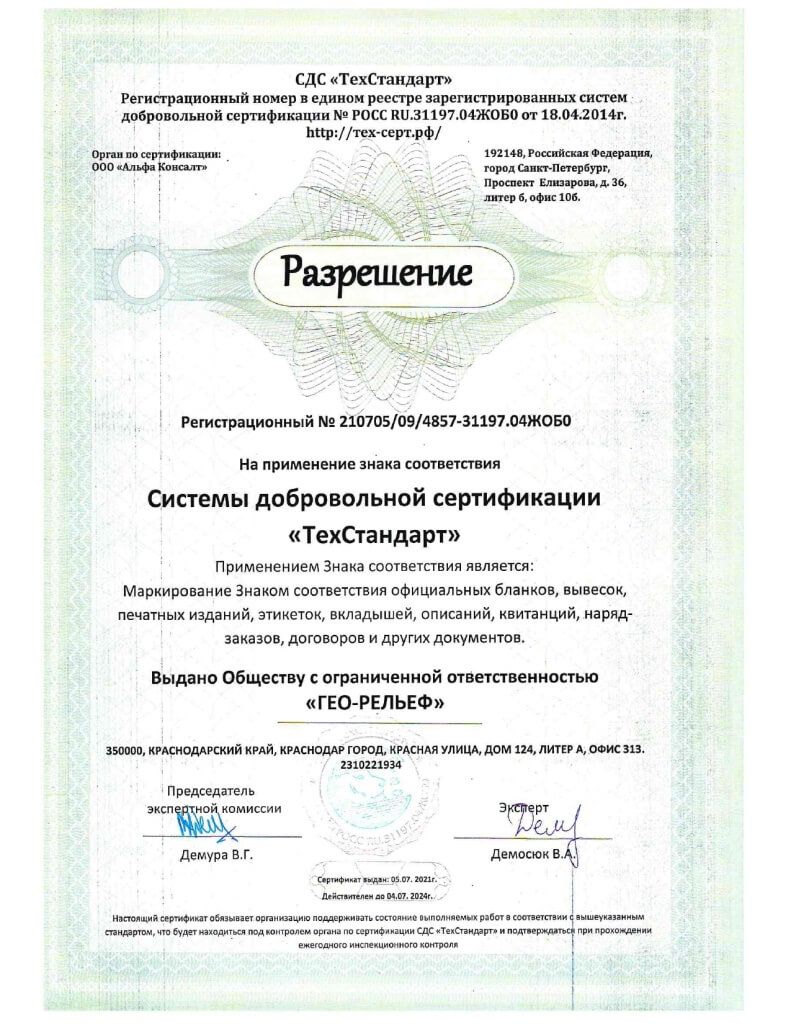 СДС «ТехСтандарт»
Регистрационный номер в едином реестре зарегистрированных систем
добровольной сертификации № РОСС RU.31197.04ЖОБ0 от 18.04.2014г.
http://тех-серт.рф/
Орган по сертификации:
ООО «Альфа Консалт»
192148, Российская Федерация,
город Санкт-Петербург,
Проспект Елизарова, д. 36,
литер б, офис 10б.
Разрешение
Регистрационный № 210705/09/4857-31197.04ЖОБ0
На применение знака соответствия
Системы добровольной сертификации
«ТехСтандарт»
Применением Знака соответствия является:
Маркирование Знаком соответствия официальных бланков, вывесок,
печатных изданий, этикеток, вкладышей, описаний, квитанций, наряд-
заказов, договоров и других документов.
Выдано Обществу с ограниченной ответственностью
«ГЕО-РЕЛЬЕФ»
350000, КРАСНОДАРСКИЙ КРАЙ, КРАСНОДАР ГОРОД, КРАСНАЯ УЛИЦА, ДОМ 124, ЛИТЕР А, ОФИС 313.
2310221934
Председатель
экспертной комиссии
Эксперт
РОСС RU.31197.04
Демура В.Г.
Демосюк В.А.
Сертификат выдан: 05.07. 2021г.
Действителен до 04.07. 2024г.
Настоящий сертификат обязывает организацию поддерживать состояние выполняемых работ в соответствии с вышеуказанным
стандартом, что будет находиться под контролем органа по сертификации СДС «ТехСтандарт» и подтверждаться при прохождении
ежегодного инспекционного контроля